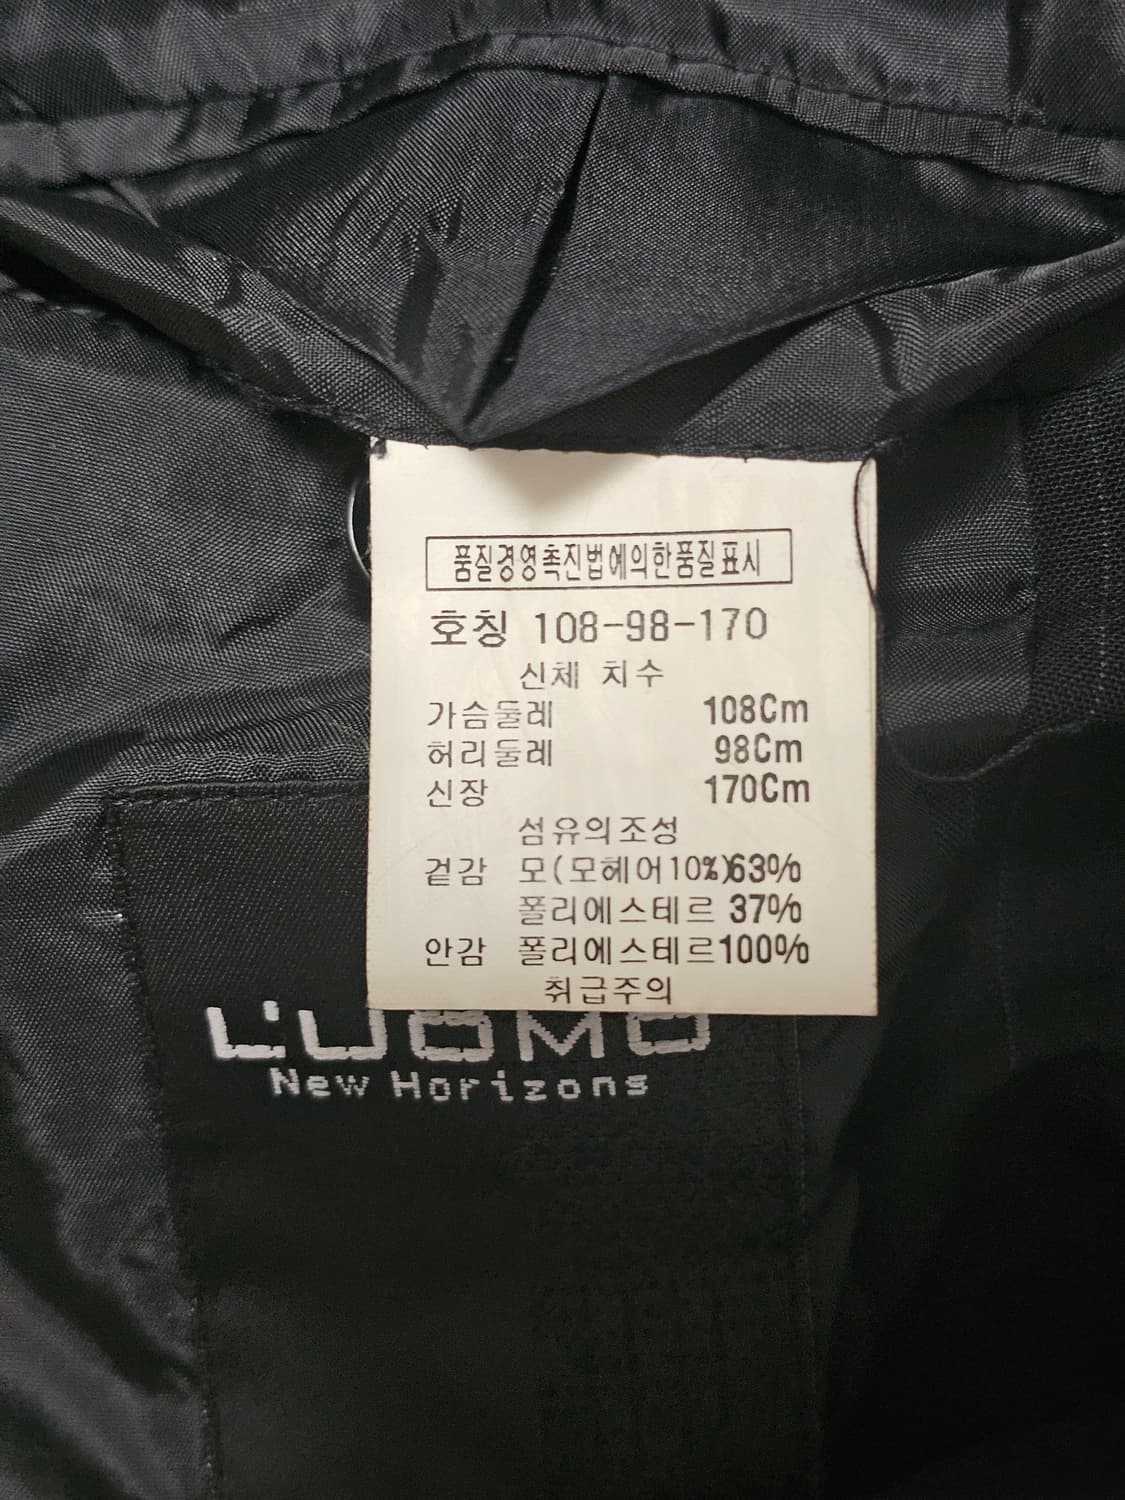 품질경영촉진법에의한품질표시
호칭 108-98-170
신체 치수
가슴둘레 108Cm
허리둘레 98Cm
신장 170Cm
섬유의조성
겉감 모(모헤어10%)63%
폴리에스테르 37%
안감 폴리에스테르100%
취급주의
L'UOMO
New Horizons